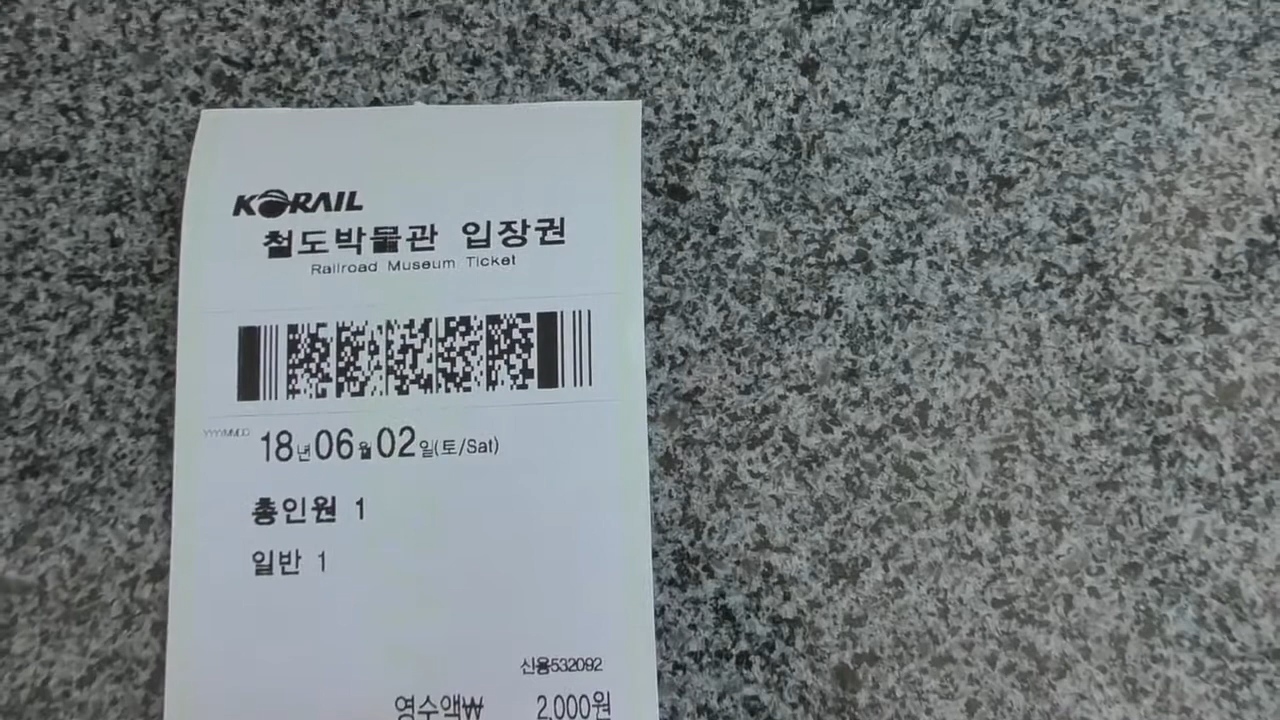 KORAIL
철도박물관 입장권
Railroad Museum Ticket
YYYYMMDD
18년06월02일(토/Sat)
총인원 1
일반 1
신용532092
영수액₩ 2,000원